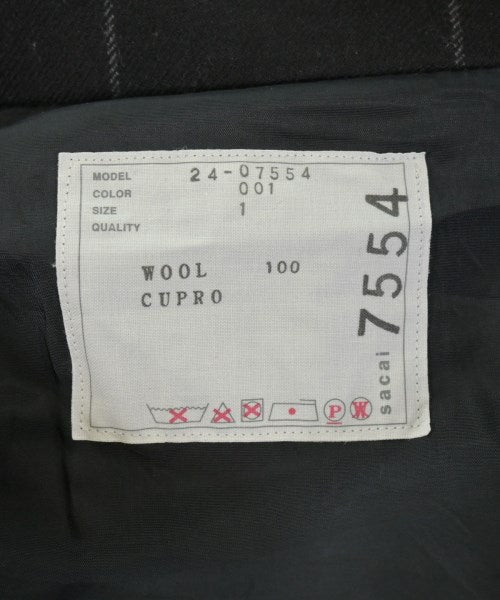 MODEL 24-07554
COLOR 001
SIZE 1
QUALITY
WOOL 100
CUPRO
P W
sacai 7554